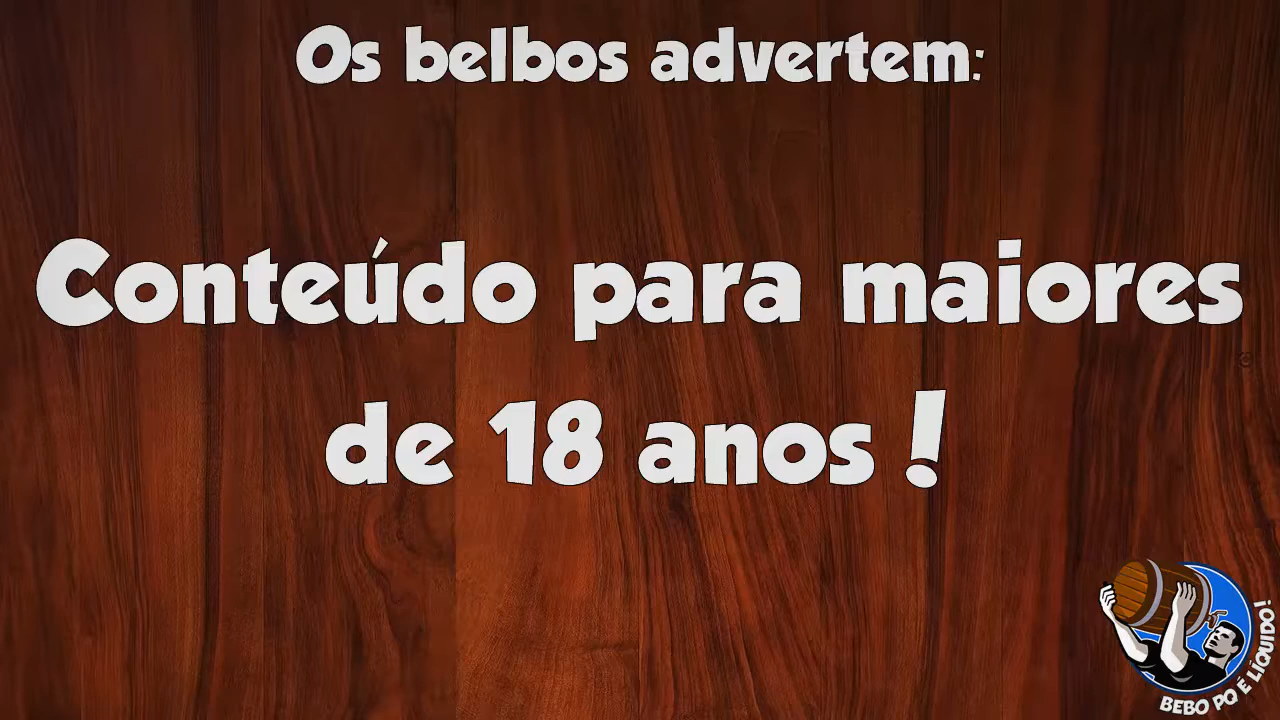 Os belbos advertem:
Conteúdo para maiores
de 18 anos!
BEBO PQ É LÍQUIDO!